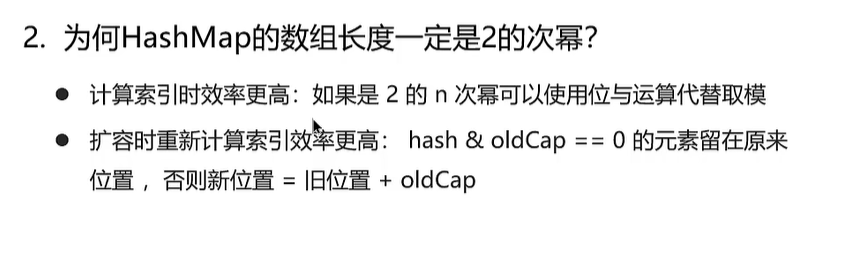 2. 为何HashMap的数组长度一定是2的次幂？
● 计算索引时效率更高：如果是 2 的 n 次幂可以使用位与运算代替取模
● 扩容时重新计算索引效率更高： hash & oldCap == 0 的元素留在原来
位置 ，否则新位置 = 旧位置 + oldCap